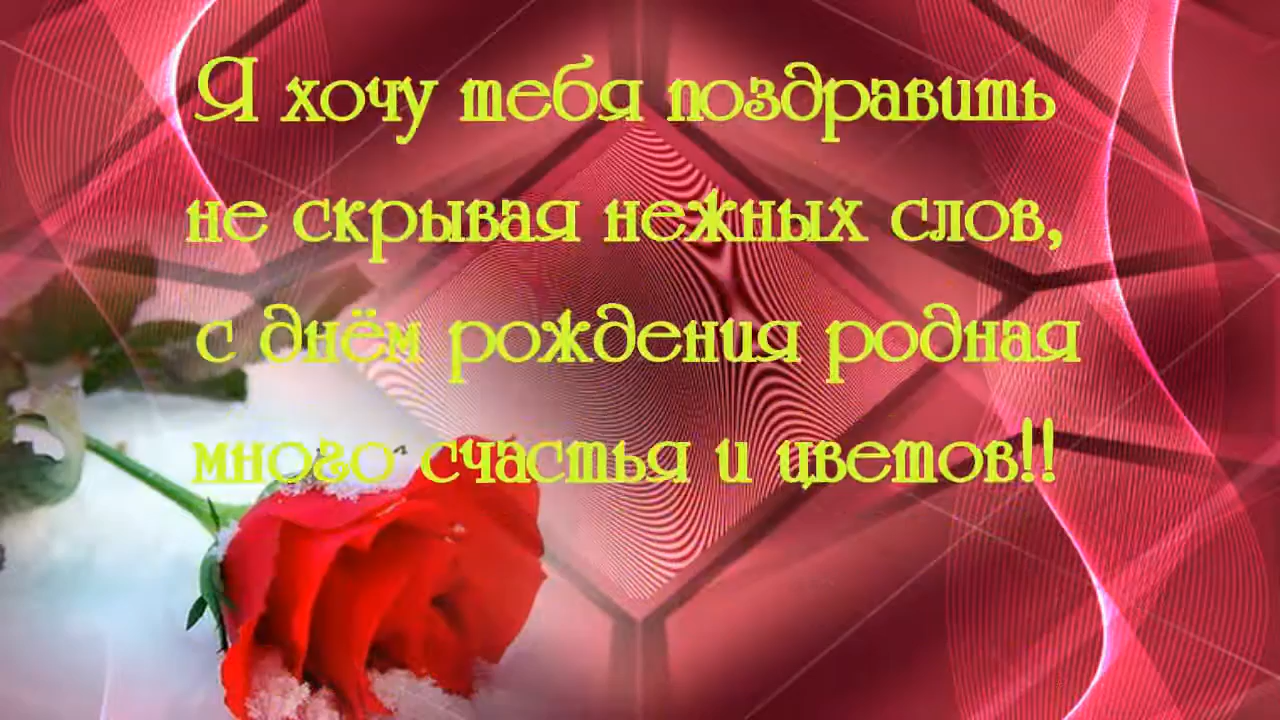 Я хочу тебя поздравить
не скрывая нежных слов,
с днём рождения родная
много счастья и цветов!!